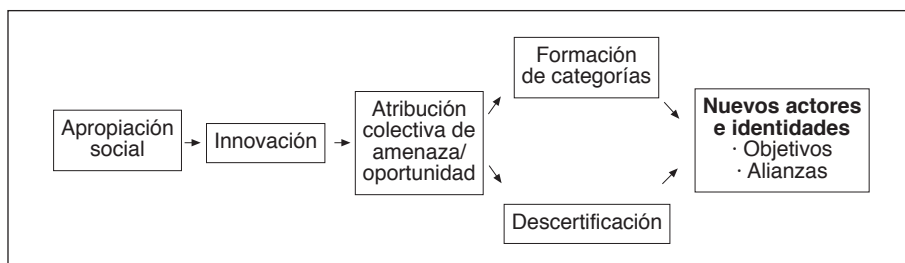 Apropiación
social
Innovación
Atribución
colectiva de
amenaza/
oportunidad
Formación
de categorías
Descertificación
Nuevos actores
e identidades
· Objetivos
· Alianzas